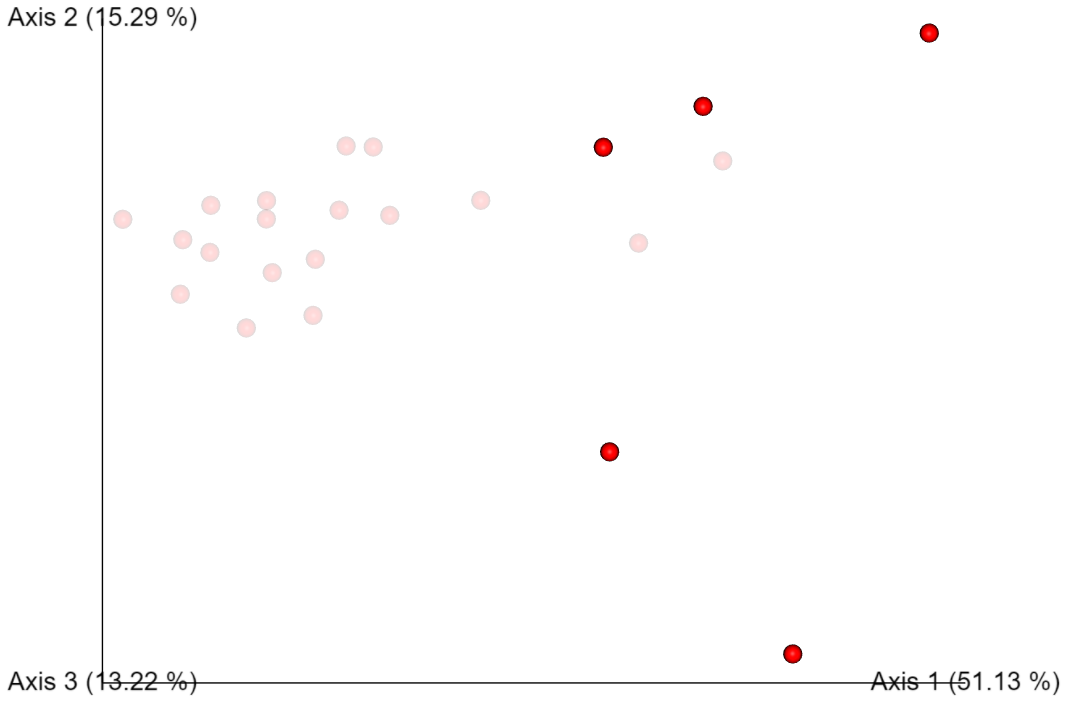 Axis 2 (15.29 %)
Axis 3 (13.22 %)
Axis 1 (51.13 %)